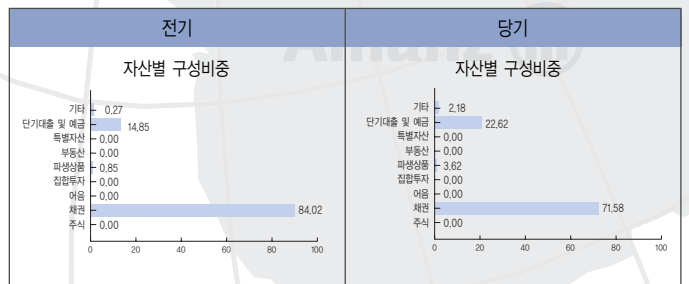 전기
자산별 구성비중
기타 0,27
단기대출 및 예금 14,85
특별자산 0,00
부동산 0,00
파생상품 0,85
집합투자 0,00
어음 0,00
채권 84,02
주식 0,00
0 20 40 60 80 100
당기
자산별 구성비중
기타 2,18
단기대출 및 예금 22,62
특별자산 0,00
부동산 0,00
파생상품 3,62
집합투자 0,00
어음 0,00
채권 71,58
주식 0,00
0 20 40 60 80 100
Allianz